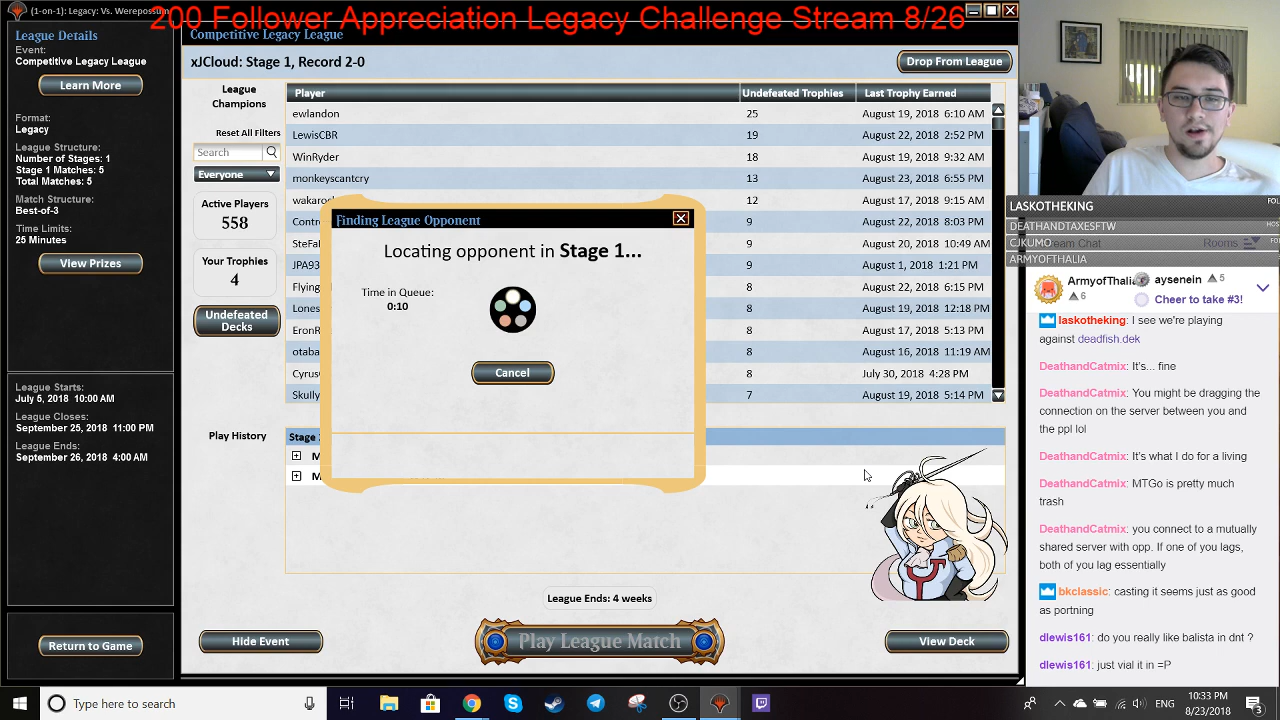 (1-on-1): Legacy: Vs. Werepossum
200 Follower Appreciation Legacy Challenge Stream 8/26
League Details
Event:
Competitive Legacy League
Learn More
Format:
Legacy
League Structure:
Number of Stages: 1
Stage 1 Matches: 5
Total Matches: 5
Match Structure:
Best-of-3
Time Limits:
25 Minutes
View Prizes
League Starts:
July 5, 2018 10:00 AM
League Closes:
September 25, 2018 11:00 PM
League Ends:
September 26, 2018 4:00 AM
Return to Game
Competitive Legacy League
xJCloud: Stage 1, Record 2-0
Drop From League
League
Champions
Reset All Filters
Search
Everyone
Active Players
558
Your Trophies
4
Undefeated
Decks
Player Undefeated Trophies Last Trophy Earned
ewlandon 25 August 19, 2018 6:10 AM
LewisCBR 19 August 22, 2018 2:52 PM
WinRyder 18 August 19, 2018 9:32 AM
monkeyscantcry 13 August 23, 2018 6:55 PM
12 August 17, 2018 9:15 AM
9 August 22, 2018 8:03 PM
9 August 20, 2018 10:49 AM
JPA93 9 August 1, 2018 1:21 PM
Flying 8 August 22, 2018 6:15 PM
Lones 8 August 19, 2018 12:18 PM
EronR 8 August 17, 2018 5:13 PM
otaba 8 August 16, 2018 11:19 AM
Cyrus 8 July 30, 2018 4:28 PM
Skully 7 August 19, 2018 5:14 PM
Finding League Opponent
Locating opponent in Stage 1...
Time in Queue:
0:10
Cancel
Play History
Stage
M
M
League Ends: 4 weeks
Hide Event
Play League Match
View Deck
LASKOTHEKING FOL
DEATHANDTAXESFTW HOS
CJKUMO
Stream Chat
Rooms
ARMYOFTHALIA
ArmyofThalia
6
aysenein 5
Cheer to take #3!
laskotheking: I see we're playing
against deadfish.dek
DeathandCatmix: It's... fine
DeathandCatmix: You might be dragging the
connection on the server between you and
the ppl lol
DeathandCatmix: It's what I do for a living
DeathandCatmix: MTGo is pretty much
trash
DeathandCatmix: you connect to a mutually
shared server with opp. If one of you lags,
both of you lag essentially
bkclassic: casting it seems just as good
as portning
dlewis161: do you really like balista in dnt ?
dlewis161: just vial it in =P
Type here to search
ENG
10:33 PM
8/23/2018
3